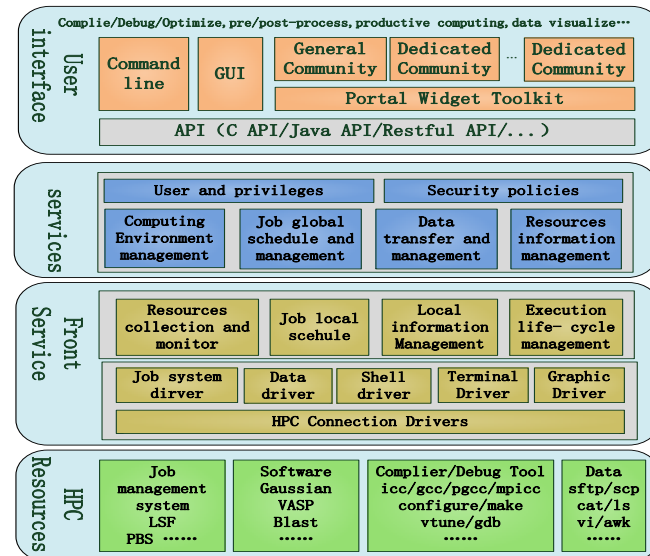 Complie/Debug/Optimize, pre/post-process, productive computing, data visualize…
User
interface
Command
line
GUI
General
Community
Dedicated
Community
...
Dedicated
Community
Portal Widget Toolkit
API (C API/Java API/Restful API/...)
services
User and privileges
Security policies
Computing
Environment
management
Job global
schedule and
management
Data
transfer and
management
Resources
information
management
Front
Service
Resources
collection and
monitor
Job local
scehule
Local
information
Management
Execution
life- cycle
management
Job system
dirver
Data
driver
Shell
driver
Terminal
Driver
Graphic
Driver
HPC Connection Drivers
HPC
Resources
Job
management
system
LSF
PBS ……
Software
Gaussian
VASP
Blast
……
Complier/Debug Tool
icc/gcc/pgcc/mpicc
configure/make
vtune/gdb
……
Data
sftp/scp
cat/ls
vi/awk
……